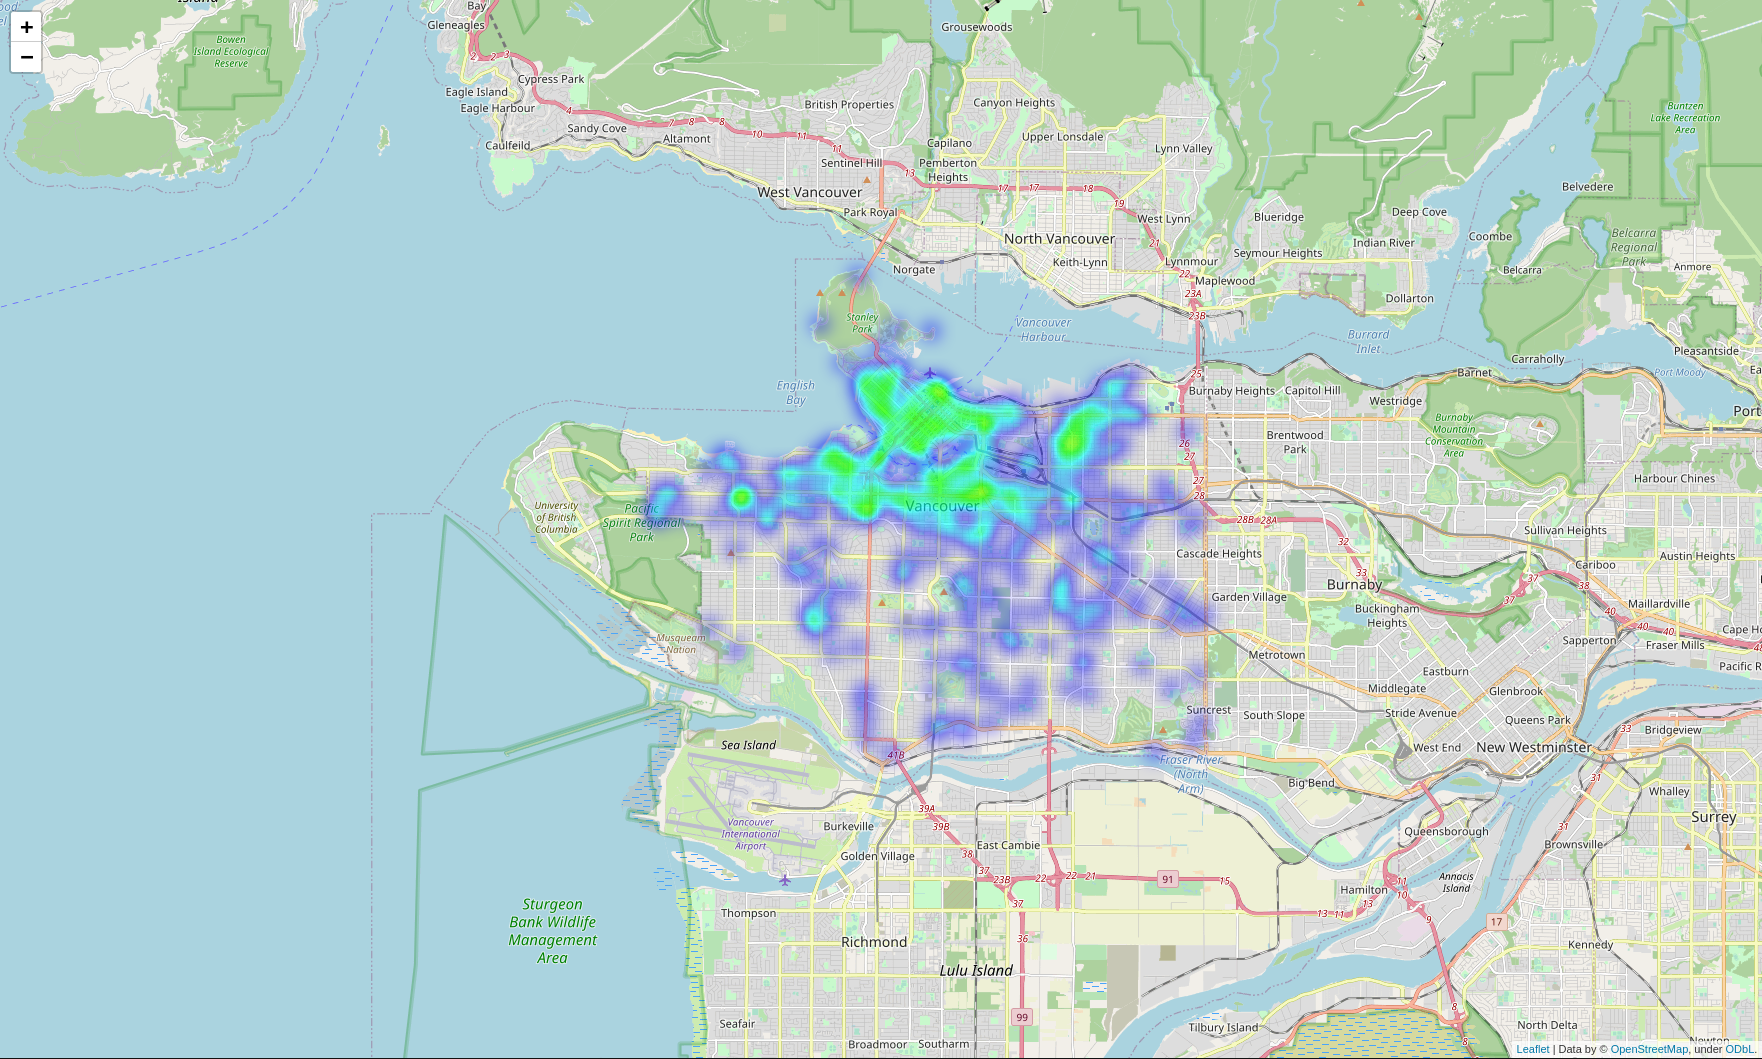 Island
Bay
Gleneagles
Grousewoods
+
−
Bowen
Island Ecological
Reserve
2 2 3
Cypress Park
Eagle Island
Eagle Harbour
4
Sandy Cove
Caulfeild
Altamont
7 8 8
10 11
11
British Properties
Canyon Heights
Upper Lonsdale
Capilano
Lynn Valley
Buntzen
Lake Recreation
Area
Sentinel Hill
Pemberton
Heights
13
17 17 18
19
West Vancouver
Park Royal
West Lynn
Blueridge
Deep Cove
Belvedere
North Vancouver
21
Indian River
Coombe
Belcarra
Regional
Park
Keith-Lynn
Seymour Heights
Norgate
Lynnmour
22
Maplewood
Belcarra
Anmore
23A
Dollarton
23B
Stanley
Park
Vancouver
Harbour
Burrard
Inlet
Carraholly
Pleasantside
English
Bay
25
Burnaby Heights
Capitol Hill
Westridge
Barnet
Port Moody
Port
Burnaby
Mountain
Conservation
Area
26
27
Brentwood
Park
27
28
Harbour Chines
University
of British
Columbia
Pacific
Spirit Regional
Park
Vancouver
28B 28A
Sullivan Heights
32
Cascade Heights
Austin Heights
Cariboo
33
Burnaby
37
38
37
Garden Village
Buckingham
Heights
Maillardville
40
40
40
Cape Ho
Musqueam
Nation
Sapperton
Fraser Mills
Metrotown
Eastburn
Pacific R
Middlegate
Glenbrook
Suncrest
South Slope
Stride Avenue
Queens Park
33
Bridgeview
Sea Island
41B
West End
New Westminster
Fraser River
(North
Arm)
Big Bend
31
Whalley
Vancouver
International
Airport
Burkeville
39A
39B
Queensborough
31
Surrey
Golden Village
38
East Cambie
Brownsville
37
23B
22
22 21
91
15
11
10
Annacis
Island
Hamilton
13
13 11
9
17
Thompson
37
Sturgeon
Bank Wildlife
Management
Area
Richmond
36
Kennedy
Lulu Island
99
8
8
Seafair
Broadmoor
Southarm
Tilbury Island
North Delta
Newton
Leaflet | Data by © OpenStreetMap, under ODbL.